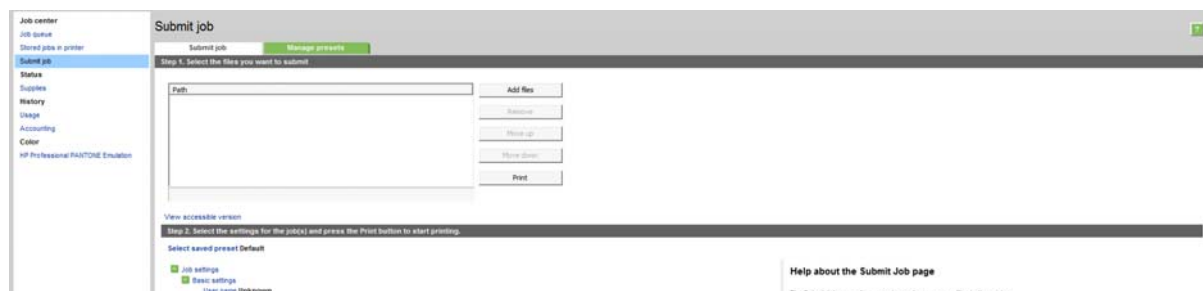 Job center
Job queue
Stored jobs in printer
Submit job
Status
Supplies
History
Usage
Accounting
Color
HP Professional PANTONE Emulation
Submit job
?
Submit job
Manage presets
Step 1. Select the files you want to submit
Path
Add files
Remove
Move up
Move down
Print
View accessible version
Step 2. Select the settings for the job(s) and press the Print button to start printing.
Select saved preset Default
Job settings
Basic settings
User name Unknown
Help about the Submit Job page